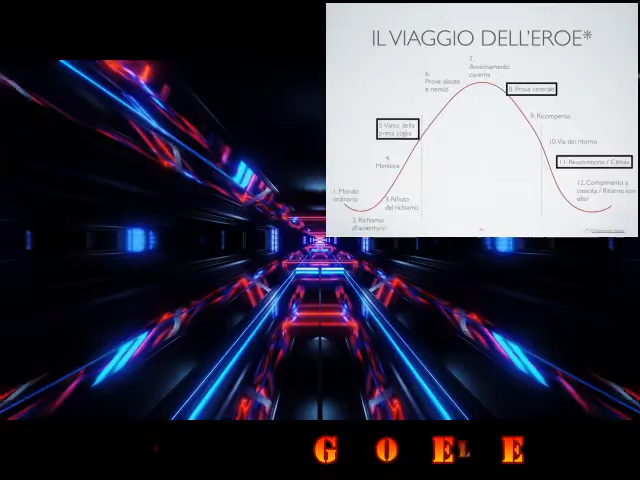 IL VIAGGIO DELL'EROE*
7.
Avvicinamento
caverna
6.
Prove alleate
e nemici
8. Prova centrale
9. Ricompensa
5. Varco della
prima soglia
10. Via del ritorno
4.
Mentore
11. Resurrezione / Climax
12. Compimento e
crescita / Ritorno con
elisir
1. Mondo
ordinario
3. Rifiuto
del richiamo
2. Richiamo
all'avventura
G O E L E